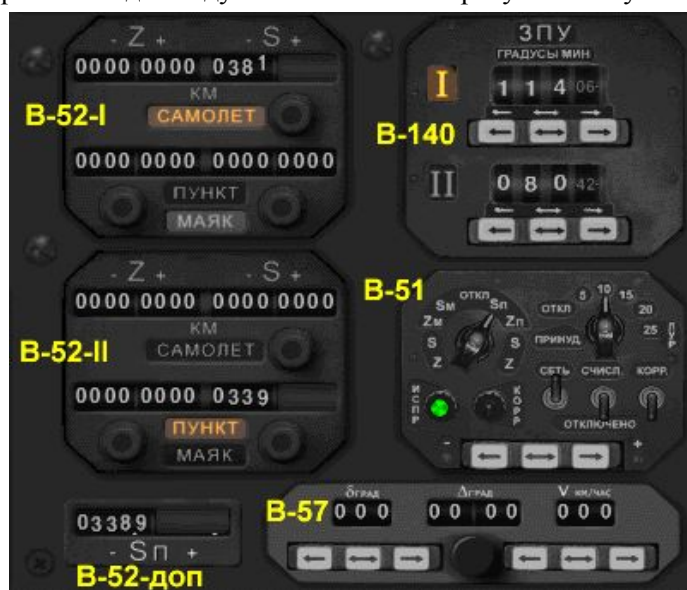 - Z + - S +
0000 0000 0381
КМ
В-52-I
САМОЛЕТ
0000 0000 0000 0000
ПУНКТ
МАЯК
ЗПУ
ГРАДУСЫ МИН
I 1 1 4 06
В-140
II 0 8 0 42
- Z + - S +
0000 0000 0000 0000
КМ
В-52-II
САМОЛЕТ
0000 0000 0339
ПУНКТ
МАЯК
В-51
ОТКЛ
Sм Sп
Zм Zп
S S
Z Z
5 10 15
ОТКЛ 20
ПРИНУД. 25 ЛУР
СЕТЬ СЧИСЛ. КОРР.
ИСПР КОРР
ОТКЛЮЧЕНО
- +
03389
- Sп +
В-52-доп
В-57
δград Δград V км/час
0 0 0 0 0 0 0 0 0 0